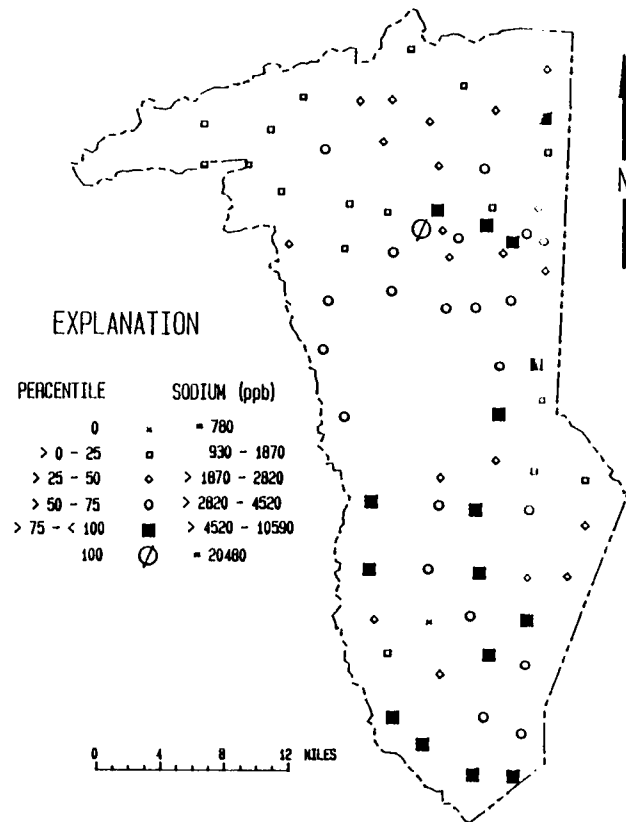 N
EXPLANATION
PERCENTILE SODIUM (ppb)
0 × = 780
> 0 - 25 930 - 1870
> 25 - 50 > 1870 - 2820
> 50 - 75 > 2820 - 4520
> 75 - < 100 > 4520 - 10590
100 = 20480
0 4 8 12 MILES